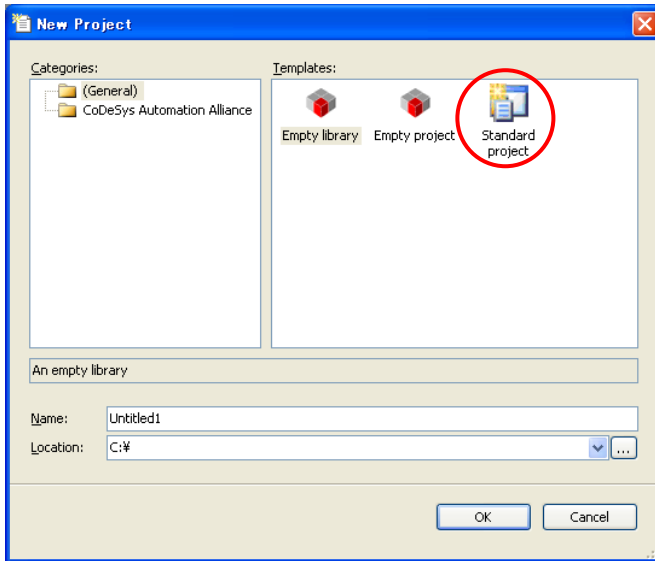 New Project
Categories:
Templates:
(General)
CoDeSys Automation Alliance
Empty library
Empty project
Standard
project
An empty library
Name:
Untitled1
Location:
C:¥
...
OK
Cancel